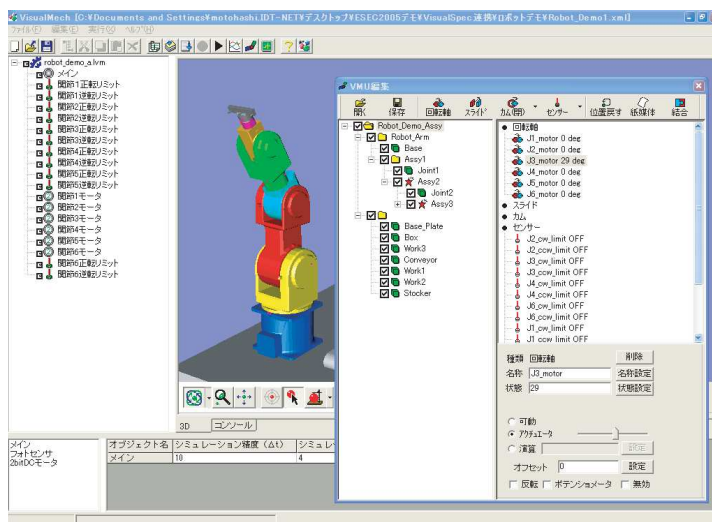 VisualMech [C:¥Documents and Settings¥motohashi.IDT-NET¥デスクトップ¥ESEC2005デモ¥VisualSpec連携¥ロボットデモ¥Robot_Demo1.xml]
ファイル(F) 編集(E) 実行(X) ヘルプ(H)
robot_demo_a.lvm
メイン
関節1正転リミット
関節1逆転リミット
関節2正転リミット
関節2逆転リミット
関節3正転リミット
関節3逆転リミット
関節4正転リミット
関節4逆転リミット
関節5正転リミット
関節5逆転リミット
関節1モータ
関節2モータ
関節3モータ
関節4モータ
関節5モータ
関節6モータ
関節6正転リミット
関節6逆転リミット
3D コンソール
メイン
フォトセンサ
2bitDCモータ
オブジェクト名 シミュレーション精度 (Δt) シミュレ
メイン 10 4
VMU編集
開く 保存 回転軸 スライド カム(閉) センサー 位置戻す 紙媒体 結合
Robot_Demo_Assy
Robot_Arm
Base
Assy1
Joint1
Assy2
Joint2
Assy3
Base_Plate
Box
Work3
Conveyor
Work1
Work2
Stocker
回転軸
J1_motor 0 deg
J2_motor 0 deg
J3_motor 29 deg
J4_motor 0 deg
J5_motor 0 deg
J6_motor 0 deg
スライド
カム
センサー
J2_cw_limit OFF
J2_ccw_limit OFF
J3_cw_limit OFF
J3_ccw_limit OFF
J4_cw_limit OFF
J4_ccw_limit OFF
J6_cw_limit OFF
J6_ccw_limit OFF
J1_cw_limit OFF
J1_ccw_limit OFF
種類 回転軸 削除
名称 J3_motor 名称設定
状態 29 状態設定
可動
アクチュエータ
演算 設定
オフセット 0 設定
反転 ポテンショメータ 無効